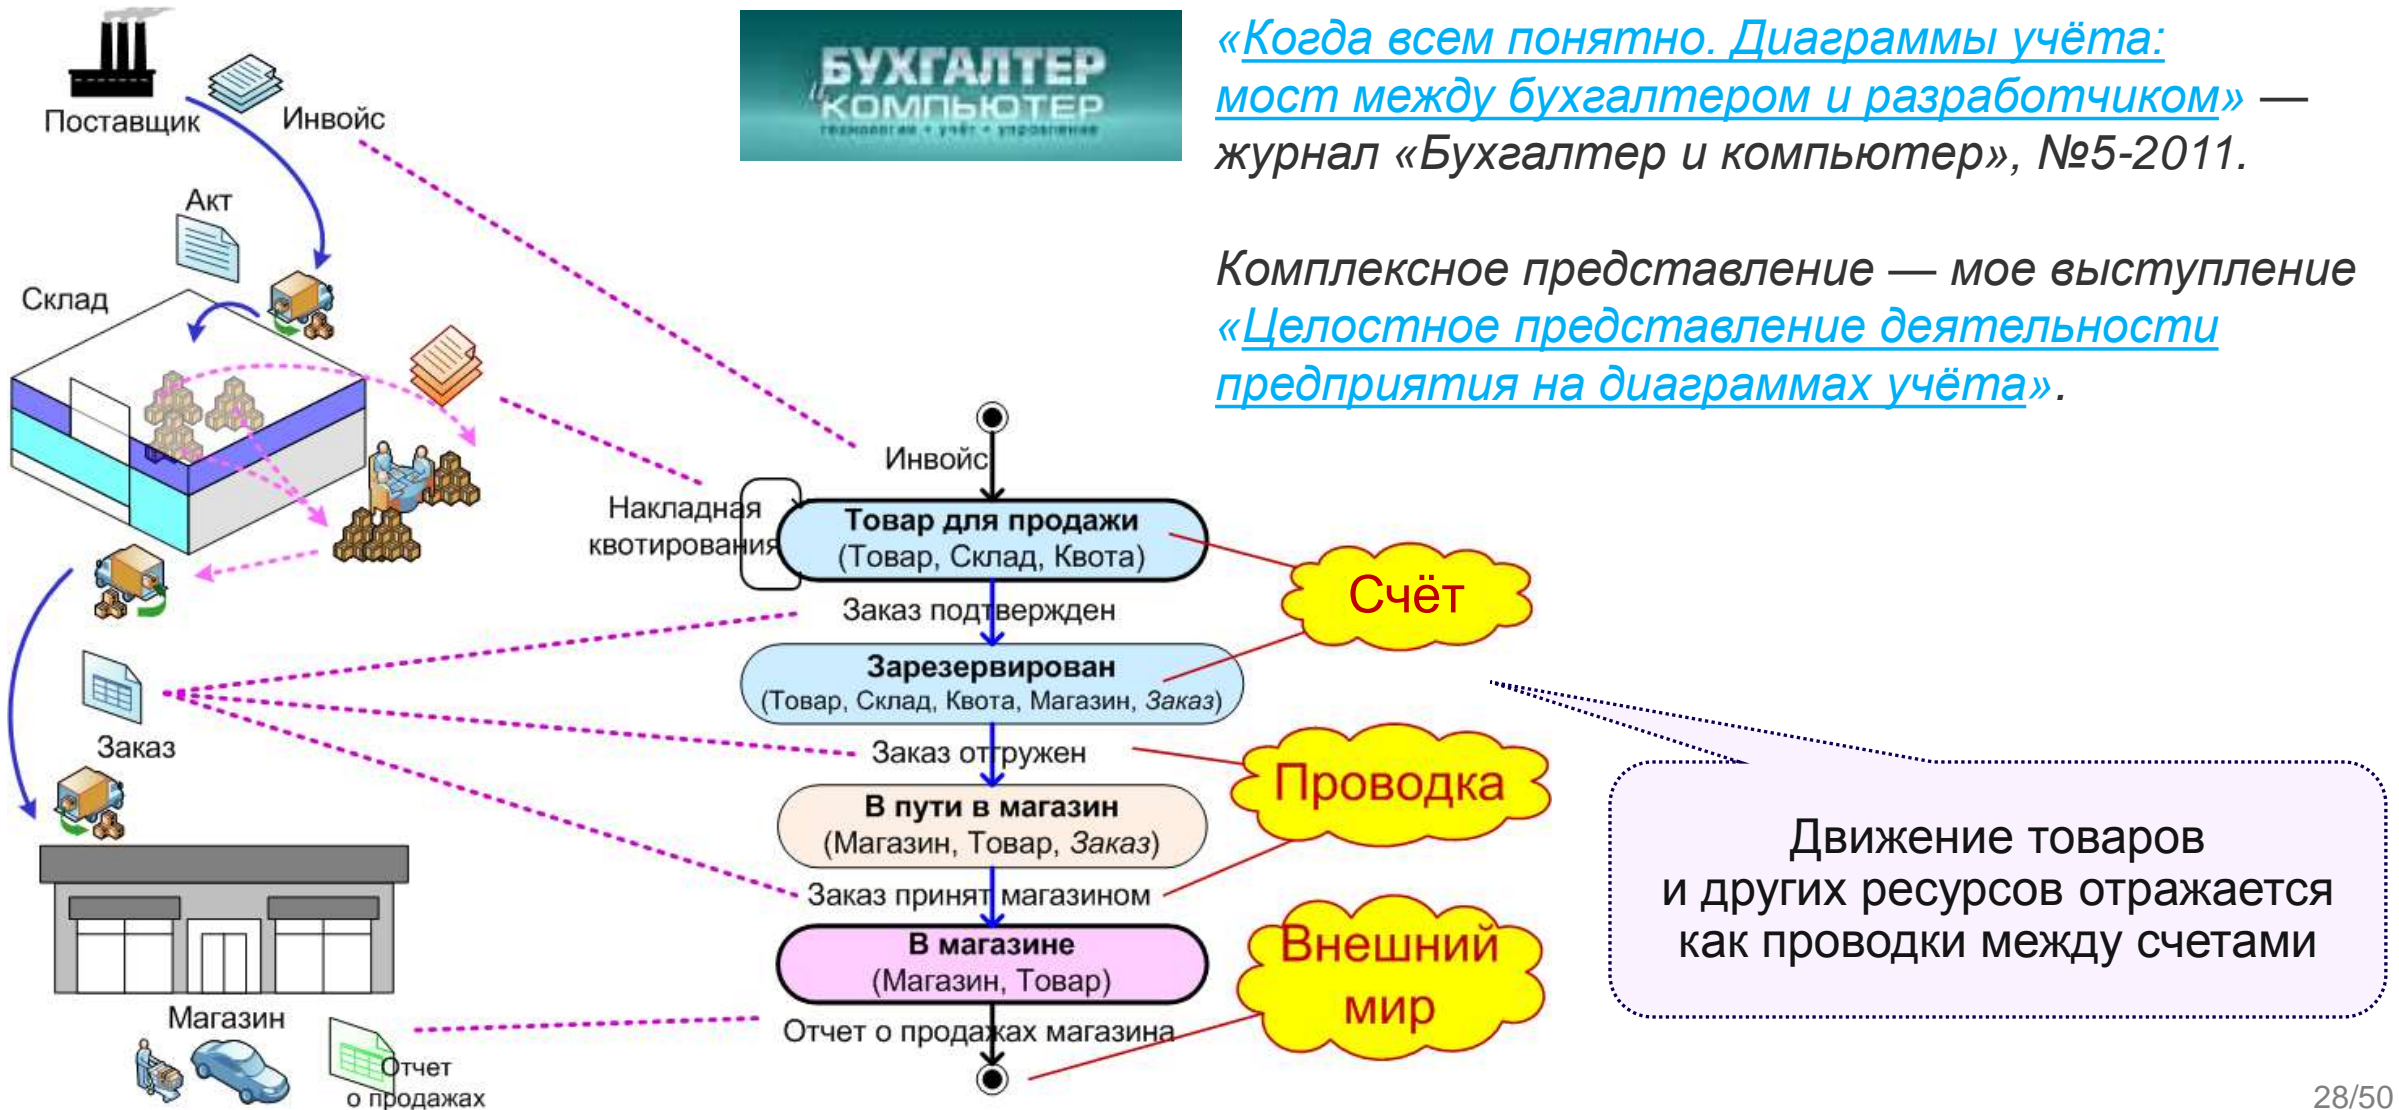 БУХГАЛТЕР
и КОМПЬЮТЕР
технологии • учёт • управление
«Когда всем понятно. Диаграммы учёта:
мост между бухгалтером и разработчиком» —
журнал «Бухгалтер и компьютер», №5-2011.
Комплексное представление — мое выступление
«Целостное представление деятельности
предприятия на диаграммах учёта».
Поставщик
Инвойс
Акт
Склад
Заказ
Магазин
Отчет
о продажах
Инвойс
Накладная
квотирования
Товар для продажи
(Товар, Склад, Квота)
Заказ подтвержден
Зарезервирован
(Товар, Склад, Квота, Магазин, Заказ)
Заказ отгружен
В пути в магазин
(Магазин, Товар, Заказ)
Заказ принят магазином
В магазине
(Магазин, Товар)
Отчет о продажах магазина
Счёт
Проводка
Внешний
мир
Движение товаров
и других ресурсов отражается
как проводки между счетами
28/50